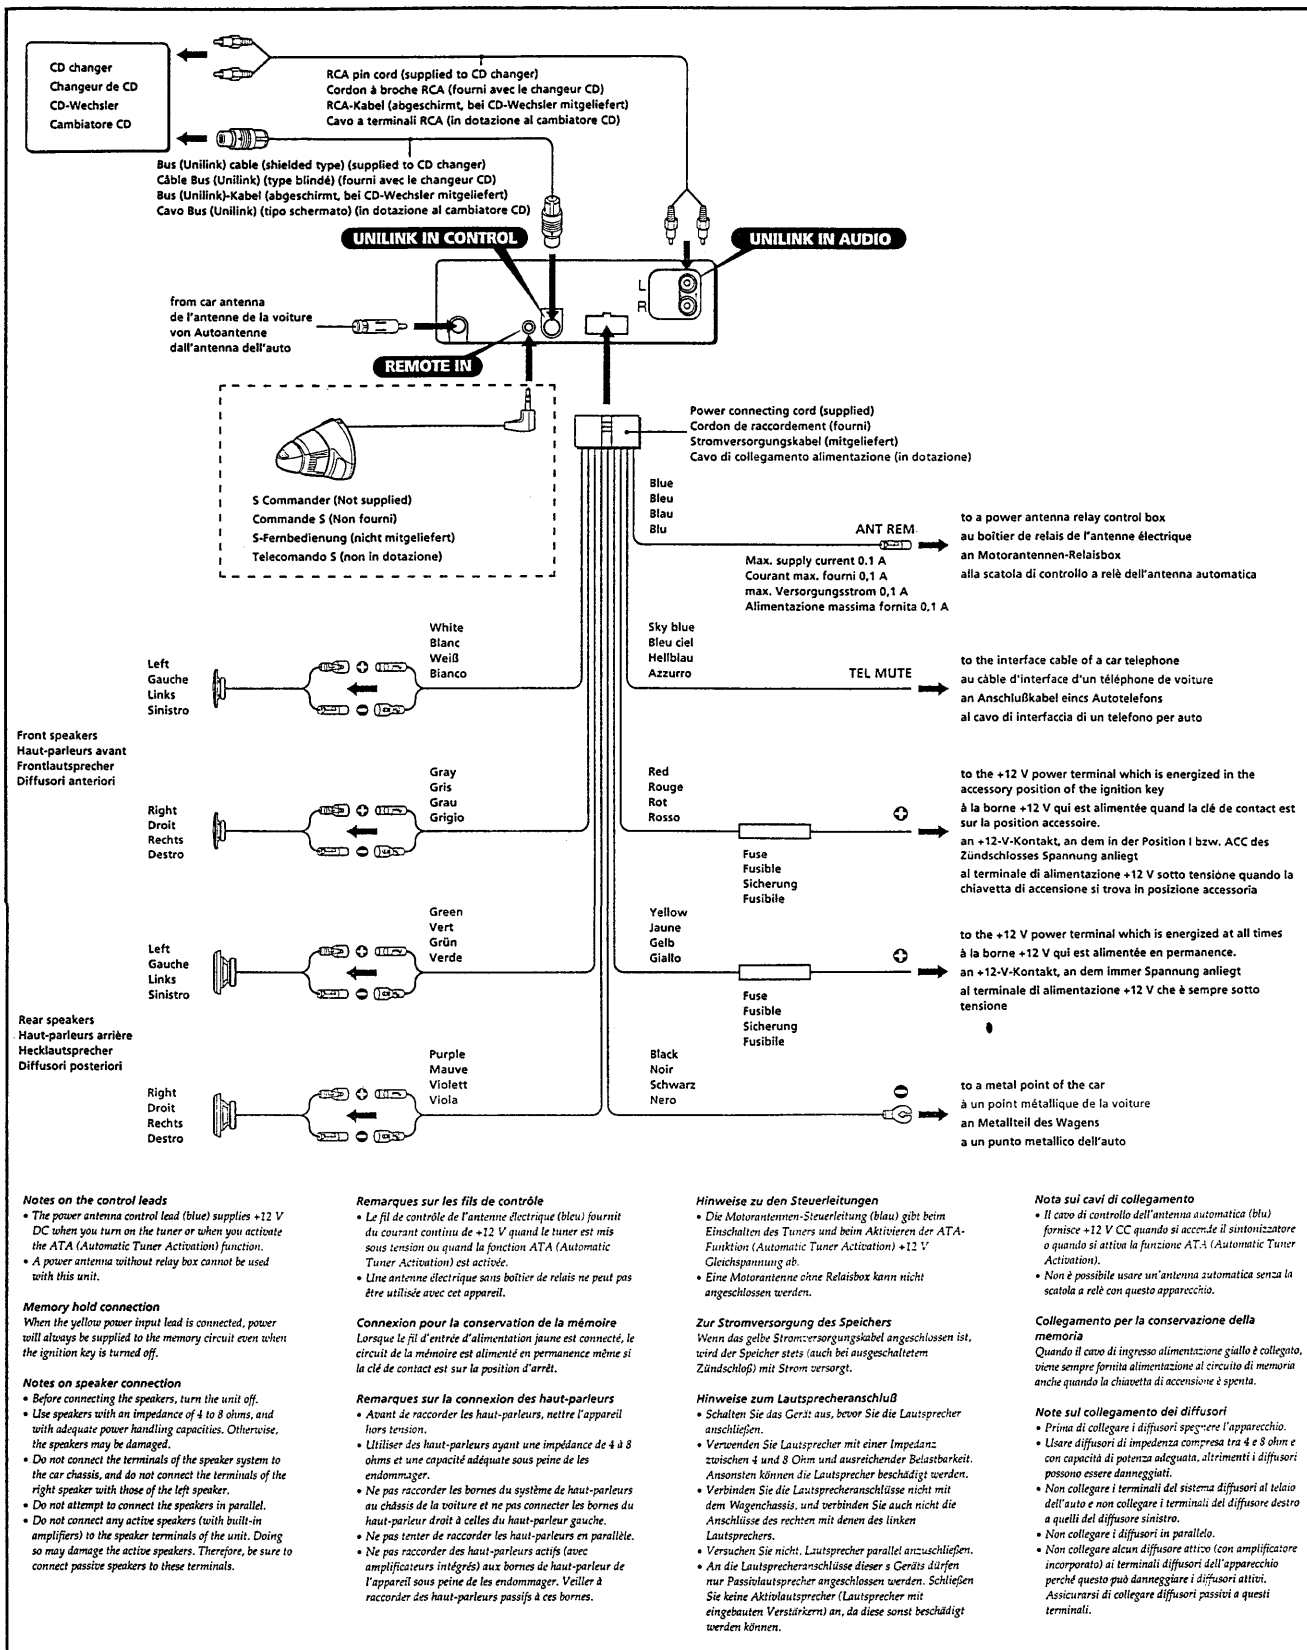 CD changer
Changeur de CD
CD-Wechsler
Cambiatore CD
RCA pin cord (supplied to CD changer)
Cordon à broche RCA (fourni avec le changeur CD)
RCA-Kabel (abgeschirmt, bei CD-Wechsler mitgeliefert)
Cavo a terminali RCA (in dotazione al cambiatore CD)
Bus (Unilink) cable (shielded type) (supplied to CD changer)
Câble Bus (Unilink) (type blindé) (fourni avec le changeur CD)
Bus (Unilink)-Kabel (abgeschirmt, bei CD-Wechsler mitgeliefert)
Cavo Bus (Unilink) (tipo schermato) (in dotazione al cambiatore CD)
UNILINK IN CONTROL
UNILINK IN AUDIO
L
R
from car antenna
de l'antenne de la voiture
von Autoantenne
dall'antenna dell'auto
REMOTE IN
S Commander (Not supplied)
Commande S (Non fourni)
S-Fernbedienung (nicht mitgeliefert)
Telecomando S (non in dotazione)
Power connecting cord (supplied)
Cordon de raccordement (fourni)
Stromversorgungskabel (mitgeliefert)
Cavo di collegamento alimentazione (in dotazione)
Blue
Bleu
Blau
Blu
ANT REM
Max. supply current 0.1 A
Courant max. fourni 0,1 A
max. Versorgungsstrom 0,1 A
Alimentazione massima fornita 0,1 A
to a power antenna relay control box
au boîtier de relais de l'antenne électrique
an Motorantennen-Relaisbox
alla scatola di controllo a relè dell'antenna automatica
White
Blanc
Weiß
Bianco
Left
Gauche
Links
Sinistro
Sky blue
Bleu ciel
Hellblau
Azzurro
TEL MUTE
to the interface cable of a car telephone
au câble d'interface d'un téléphone de voiture
an Anschlußkabel eincs Autotelefons
al cavo di interfaccia di un telefono per auto
Front speakers
Haut-parleurs avant
Frontlautsprecher
Diffusori anteriori
Gray
Gris
Grau
Grigio
Right
Droit
Rechts
Destro
Red
Rouge
Rot
Rosso
Fuse
Fusible
Sicherung
Fusibile
to the +12 V power terminal which is energized in the
accessory position of the ignition key
à la borne +12 V qui est alimentée quand la clé de contact est
sur la position accessoire.
an +12-V-Kontakt, an dem in der Position I bzw. ACC des
Zündschlosses Spannung anliegt
al terminale di alimentazione +12 V sotto tensióne quando la
chiavetta di accensione si trova in posizione accessoria
Green
Vert
Grün
Verde
Left
Gauche
Links
Sinistro
Yellow
Jaune
Gelb
Giallo
Fuse
Fusible
Sicherung
Fusibile
to the +12 V power terminal which is energized at all times
à la borne +12 V qui est alimentée en permanence.
an +12-V-Kontakt, an dem immer Spannung anliegt
al terminale di alimentazione +12 V che è sempre sotto
tensione
Rear speakers
Haut-parleurs arrière
Hecklautsprecher
Diffusori posteriori
Purple
Mauve
Violett
Viola
Right
Droit
Rechts
Destro
Black
Noir
Schwarz
Nero
to a metal point of the car
à un point métallique de la voiture
an Metallteil des Wagens
a un punto metallico dell'auto
Notes on the control leads
• The power antenna control lead (blue) supplies +12 V
DC when you turn on the tuner or when you activate
the ATA (Automatic Tuner Activation) function.
• A power antenna without relay box cannot be used
with this unit.
Memory hold connection
When the yellow power input lead is connected, power
will always be supplied to the memory circuit even when
the ignition key is turned off.
Notes on speaker connection
• Before connecting the speakers, turn the unit off.
• Use speakers with an impedance of 4 to 8 ohms, and
with adequate power handling capacities. Otherwise,
the speakers may be damaged.
• Do not connect the terminals of the speaker system to
the car chassis, and do not connect the terminals of the
right speaker with those of the left speaker.
• Do not attempt to connect the speakers in parallel.
• Do not connect any active speakers (with built-in
amplifiers) to the speaker terminals of the unit. Doing
so may damage the active speakers. Therefore, be sure to
connect passive speakers to these terminals.
Remarques sur les fils de contrôle
• Le fil de contrôle de l'antenne électrique (bleu) fournit
du courant continu de +12 V quand le tuner est mis
sous tension ou quand la fonction ATA (Automatic
Tuner Activation) est activée.
• Une antenne électrique sans boîtier de relais ne peut pas
être utilisée avec cet appareil.
Connexion pour la conservation de la mémoire
Lorsque le fil d'entrée d'alimentation jaune est connecté, le
circuit de la mémoire est alimenté en permanence même si
la clé de contact est sur la position d'arrêt.
Remarques sur la connexion des haut-parleurs
• Avant de raccorder les haut-parleurs, nettre l'appareil
hors tension.
• Utiliser des haut-parleurs ayant une impédance de 4 à 8
ohms et une capacité adéquate sous peine de les
endommager.
• Ne pas raccorder les bornes du système de haut-parleurs
au châssis de la voiture et ne pas connecter les bornes du
haut-parleur droit à celles du haut-parleur gauche.
• Ne pas tenter de raccorder les haut-parleurs en parallèle.
• Ne pas raccorder des haut-parleurs actifs (avec
amplificateurs intégrés) aux bornes de haut-parleur de
l'appareil sous peine de les endommager. Veiller à
raccorder des haut-parleurs passifs à ces bornes.
Hinweise zu den Steuerleitungen
• Die Motorantennen-Steuerleitung (blau) gibt beim
Einschalten des Tuners und beim Aktivieren der ATA-
Funktion (Automatic Tuner Activation) +12 V
Gleichspannung ab.
• Eine Motorantenne ohne Relaisbox kann nicht
angeschlossen werden.
Zur Stromversorgung des Speichers
Wenn das gelbe Stromversorgungskabel angeschlossen ist,
wird der Speicher stets (auch bei ausgeschaltetem
Zündschloß) mit Strom versorgt.
Hinweise zum Lautsprecheranschluß
• Schalten Sie das Gerät aus, bevor Sie die Lautsprecher
anschließen.
• Verwenden Sie Lautsprecher mit einer Impedanz
zwischen 4 und 8 Ohm und ausreichender Belastbarkeit.
Ansonsten können die Lautsprecher beschädigt werden.
• Verbinden Sie die Lautsprecheranschlüsse nicht mit
dem Wagenchassis, und verbinden Sie auch nicht die
Anschlüsse des rechten mit denen des linken
Lautsprechers.
• Versuchen Sie nicht, Lautsprecher parallel anzuschließen.
• An die Lautsprecheranschlüsse dieser s Geräts dürfen
nur Passivlautsprecher angeschlossen werden. Schließen
Sie keine Aktivlautsprecher (Lautsprecher mit
eingebauten Verstärkern) an, da diese sonst beschädigt
werden können.
Nota sui cavi di collegamento
• Il cavo di controllo dell'antenna automatica (blu)
fornisce +12 V CC quando si accende il sintonizzatore
o quando si attiva la funzione ATA (Automatic Tuner
Activation).
• Non è possibile usare un'antenna automatica senza la
scatola a relè con questo apparecchio.
Collegamento per la conservazione della
memoria
Quando il cavo di ingresso alimentazione giallo è collegato,
viene sempre fornita alimentazione al circuito di memoria
anche quando la chiavetta di accensione è spenta.
Note sul collegamento dei diffusori
• Prima di collegare i diffusori spegnere l'apparecchio.
• Usare diffusori di impedenza compresa tra 4 e 8 ohm e
con capacità di potenza adeguata, altrimenti i diffusori
possono essere danneggiati.
• Non collegare i terminali del sistema diffusori al telaio
dell'auto e non collegare i terminali del diffusore destro
a quelli del diffusore sinistro.
• Non collegare i diffusori in parallelo.
• Non collegare alcun diffusore attivo (con amplificatore
incorporato) ai terminali diffusori dell'apparecchio
perché questo può danneggiare i diffusori attivi.
Assicurarsi di collegare diffusori passivi a questi
terminali.